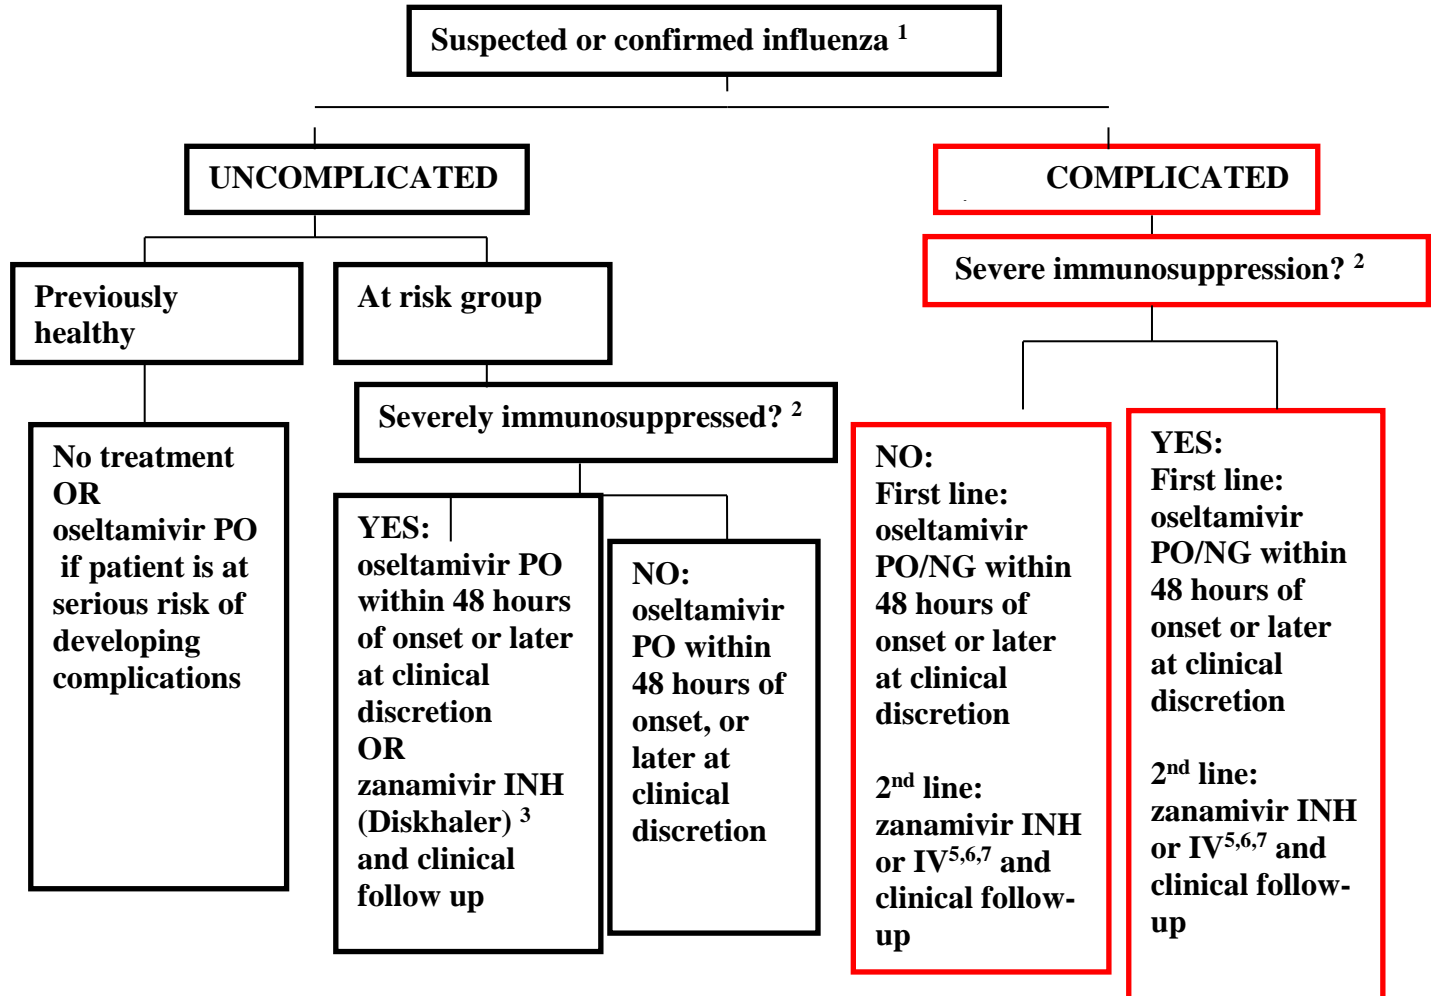 Suspected or confirmed influenza 1
UNCOMPLICATED
COMPLICATED
Previously
healthy
At risk group
Severe immunosuppression? 2
Severely immunosuppressed? 2
No treatment
OR
oseltamivir PO
if patient is at
serious risk of
developing
complications
YES:
oseltamivir PO
within 48 hours
of onset or later
at clinical
discretion
OR
zanamivir INH
(Diskhaler) 3
and clinical
follow up
NO:
oseltamivir
PO within
48 hours of
onset, or
later at
clinical
discretion
NO:
First line:
oseltamivir
PO/NG within
48 hours of
onset or later
at clinical
discretion
2nd line:
zanamivir INH
or IV5,6,7 and
clinical follow-
up
YES:
First line:
oseltamivir
PO/NG within
48 hours of
onset or later
at clinical
discretion
2nd line:
zanamivir INH
or IV5,6,7 and
clinical follow-
up